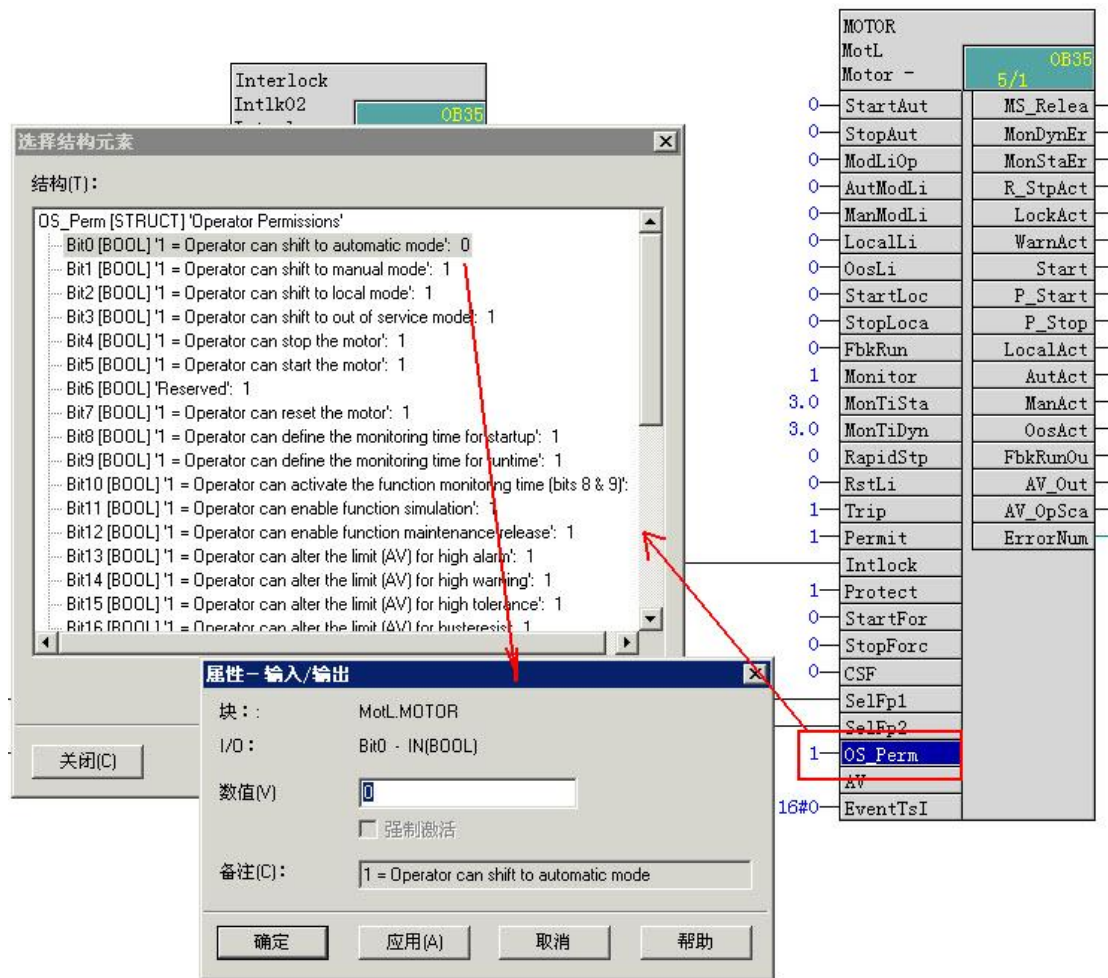 Interlock
Intlk02
OB35
选择结构元素
结构(T)：
OS_Perm [STRUCT] 'Operator Permissions'
Bit0 [BOOL] '1 = Operator can shift to automatic mode': 0
Bit1 [BOOL] '1 = Operator can shift to manual mode': 1
Bit2 [BOOL] '1 = Operator can shift to local mode': 1
Bit3 [BOOL] '1 = Operator can shift to out of service mode': 1
Bit4 [BOOL] '1 = Operator can stop the motor': 1
Bit5 [BOOL] '1 = Operator can start the motor': 1
Bit6 [BOOL] 'Reserved': 1
Bit7 [BOOL] '1 = Operator can reset the motor': 1
Bit8 [BOOL] '1 = Operator can define the monitoring time for startup': 1
Bit9 [BOOL] '1 = Operator can define the monitoring time for runtime': 1
Bit10 [BOOL] '1 = Operator can activate the function monitoring time (bits 8 & 9)':
Bit11 [BOOL] '1 = Operator can enable function simulation': 1
Bit12 [BOOL] '1 = Operator can enable function maintenance release': 1
Bit13 [BOOL] '1 = Operator can alter the limit (AV) for high alarm': 1
Bit14 [BOOL] '1 = Operator can alter the limit (AV) for high warning': 1
Bit15 [BOOL] '1 = Operator can alter the limit (AV) for high tolerance': 1
Bit16 [BOOL] '1 = Operator can alter the limit (AV) for hysteresis': 1
关闭(C)
属性－输入/输出
块：:
MotL.MOTOR
I/O：
Bit0 - IN(BOOL)
数值(V)
0
强制激活
备注(C)：
1 = Operator can shift to automatic mode
确定
应用(A)
取消
帮助
MOTOR
MotL
Motor -
OB35
5/1
0 StartAut MS_Relea
0 StopAut MonDynEr
0 ModLiOp MonStaEr
0 AutModLi R_StpAct
0 ManModLi LockAct
0 LocalLi WarnAct
0 OosLi Start
0 StartLoc P_Start
0 StopLoca P_Stop
0 FbkRun LocalAct
1 Monitor AutAct
3.0 MonTiSta ManAct
3.0 MonTiDyn OosAct
0 RapidStp FbkRunOu
0 RstLi AV_Out
1 Trip AV_OpSca
1 Permit ErrorNum
Intlock
1 Protect
0 StartFor
0 StopForc
0 CSF
SelFp1
SelFp2
1 OS_Perm
AV
16#0 EventTsI